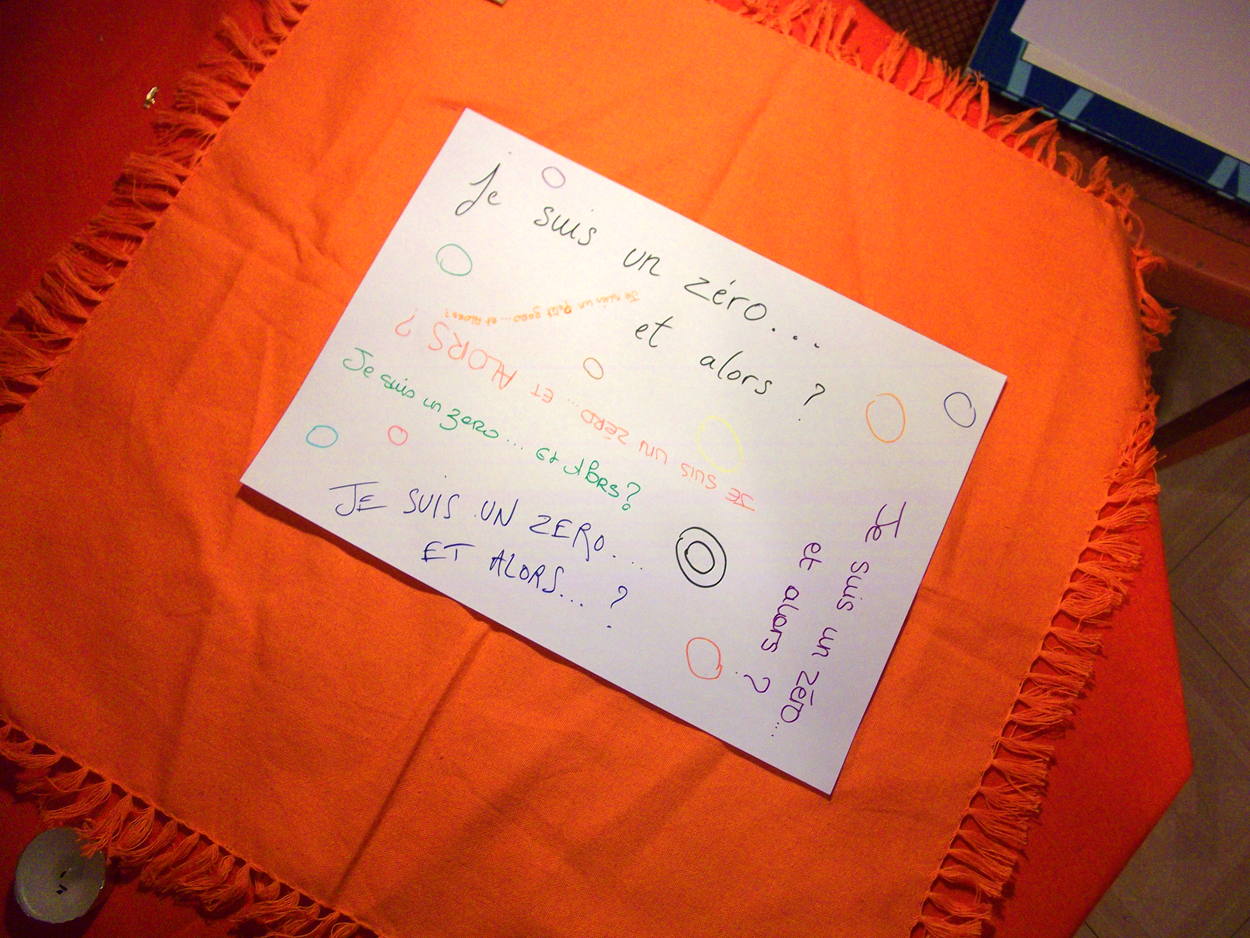 Je suis un zéro...
et alors ?
Je suis un Petit zero... et Alors ?
JE SUIS UN ZÉRO... ET ALORS ?
Je suis un zero... et Alors ?
JE SUIS UN ZERO...
ET ALORS... ?
Je suis un zéro...
et alors ?